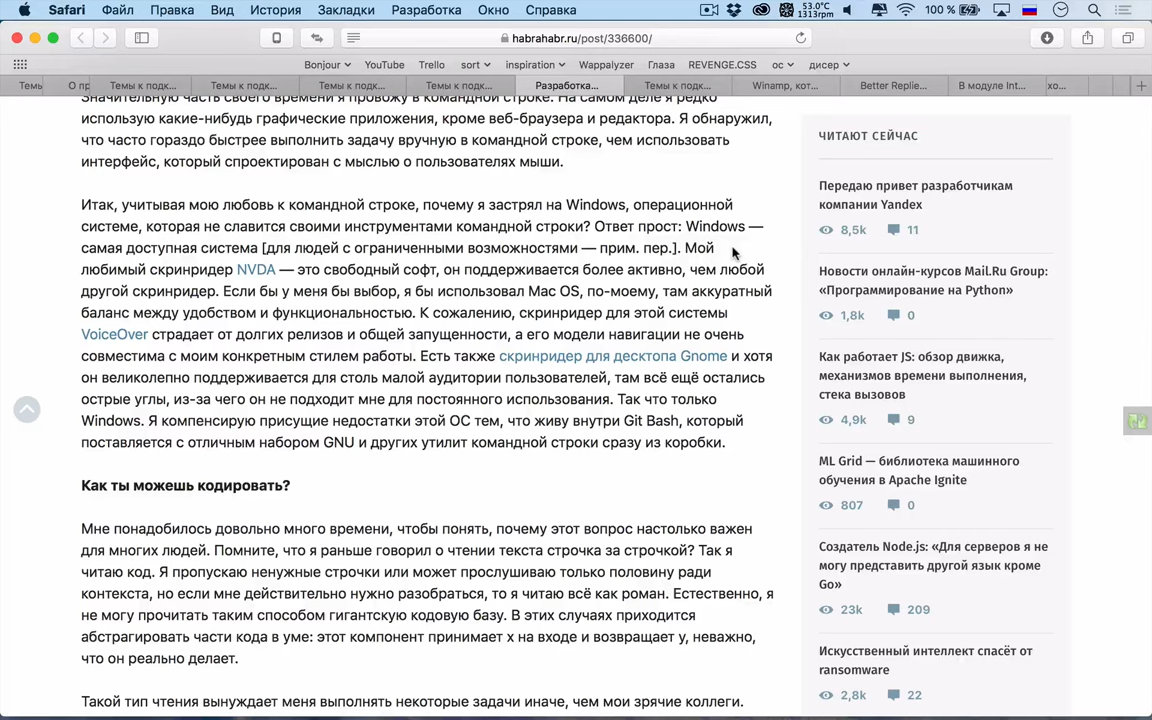 Safari Файл Правка Вид История Закладки Разработка Окно Справка 53.0°C 1313rpm 100 %
habrahabr.ru/post/336600/
Bonjour YouTube Trello sort inspiration Wappalyzer Глаза REVENGE.CSS ос дисер
Темы О пр Темы к подк... Темы к подк... Темы к подк... Темы к подк... Разработка... Темы к подк... Winamp, кот... Better Replie... В модуле Int... хо...
Значительную часть своего времени я провожу в командной строке. На самом деле я редко
использую какие-нибудь графические приложения, кроме веб-браузера и редактора. Я обнаружил,
что часто гораздо быстрее выполнить задачу вручную в командной строке, чем использовать
интерфейс, который спроектирован с мыслью о пользователях мыши.
Итак, учитывая мою любовь к командной строке, почему я застрял на Windows, операционной
системе, которая не славится своими инструментами командной строки? Ответ прост: Windows —
самая доступная система [для людей с ограниченными возможностями — прим. пер.]. Мой
любимый скринридер NVDA — это свободный софт, он поддерживается более активно, чем любой
другой скринридер. Если бы у меня бы выбор, я бы использовал Mac OS, по-моему, там аккуратный
баланс между удобством и функциональностью. К сожалению, скринридер для этой системы
VoiceOver страдает от долгих релизов и общей запущенности, а его модели навигации не очень
совместима с моим конкретным стилем работы. Есть также скринридер для десктопа Gnome и хотя
он великолепно поддерживается для столь малой аудитории пользователей, там всё ещё остались
острые углы, из-за чего он не подходит мне для постоянного использования. Так что только
Windows. Я компенсирую присущие недостатки этой ОС тем, что живу внутри Git Bash, который
поставляется с отличным набором GNU и других утилит командной строки сразу из коробки.
Как ты можешь кодировать?
Мне понадобилось довольно много времени, чтобы понять, почему этот вопрос настолько важен
для многих людей. Помните, что я раньше говорил о чтении текста строчка за строчкой? Так я
читаю код. Я пропускаю ненужные строчки или может прослушиваю только половину ради
контекста, но если мне действительно нужно разобраться, то я читаю всё как роман. Естественно, я
не могу прочитать таким способом гигантскую кодовую базу. В этих случаях приходится
абстрагировать части кода в уме: этот компонент принимает x на входе и возвращает y, неважно,
что он реально делает.
Такой тип чтения вынуждает меня выполнять некоторые задачи иначе, чем мои зрячие коллеги.
ЧИТАЮТ СЕЙЧАС
Передаю привет разработчикам
компании Yandex
8,5k 11
Новости онлайн-курсов Mail.Ru Group:
«Программирование на Python»
1,8k 0
Как работает JS: обзор движка,
механизмов времени выполнения,
стека вызовов
4,9k 9
ML Grid — библиотека машинного
обучения в Apache Ignite
807 0
Создатель Node.js: «Для серверов я не
могу представить другой язык кроме
Go»
23k 209
Искусственный интеллект спасёт от
ransomware
2,8k 22